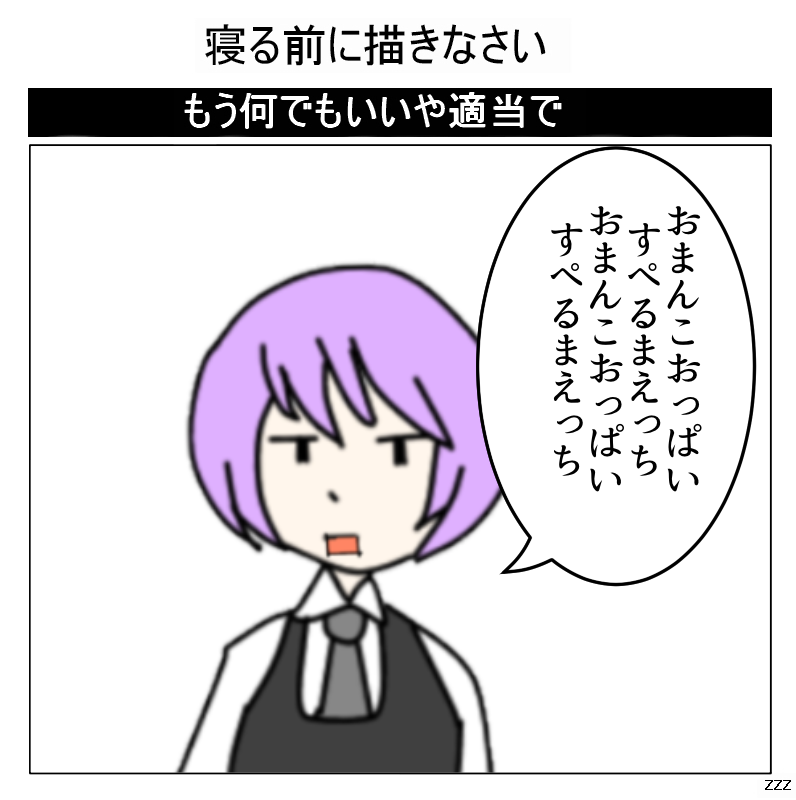 寝る前に描きなさい
もう何でもいいや適当で
おまんこおっぱい
すぺるまえっち
おまんこおっぱい
すぺるまえっち
zzz